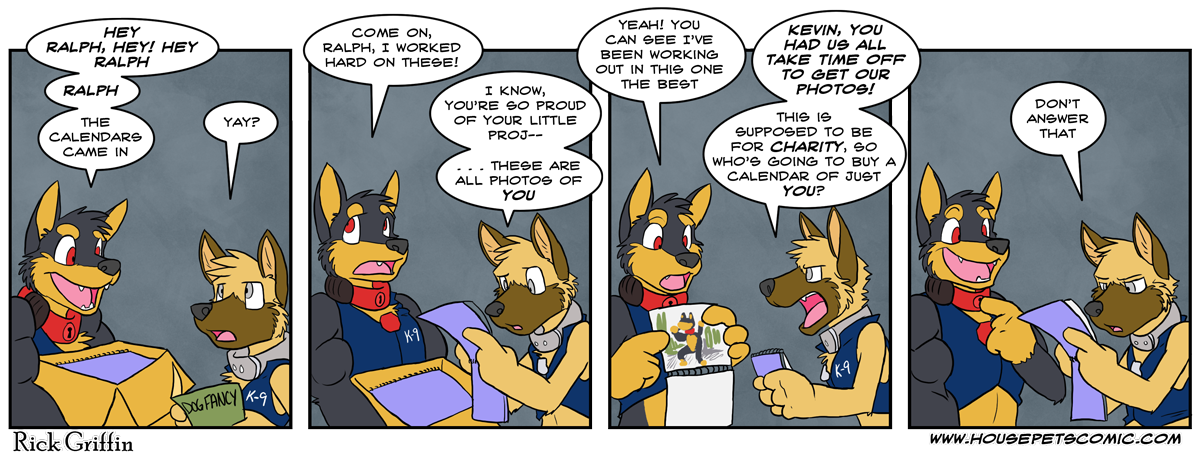 HEY
RALPH, HEY! HEY
RALPH
RALPH
THE
CALENDARS
CAME IN
YAY?
DOG FANCY
K-9
COME ON,
RALPH, I WORKED
HARD ON THESE!
I KNOW,
YOU'RE SO PROUD
OF YOUR LITTLE
PROJ--
. . . THESE ARE
ALL PHOTOS OF
YOU
K-9
YEAH! YOU
CAN SEE I'VE
BEEN WORKING
OUT IN THIS ONE
THE BEST
KEVIN, YOU
HAD US ALL
TAKE TIME OFF
TO GET OUR
PHOTOS!
THIS IS
SUPPOSED TO BE
FOR CHARITY, SO
WHO'S GOING TO BUY A
CALENDAR OF JUST
YOU?
K-9
DON'T
ANSWER
THAT
Rick Griffin
WWW.HOUSEPETSCOMIC.COM